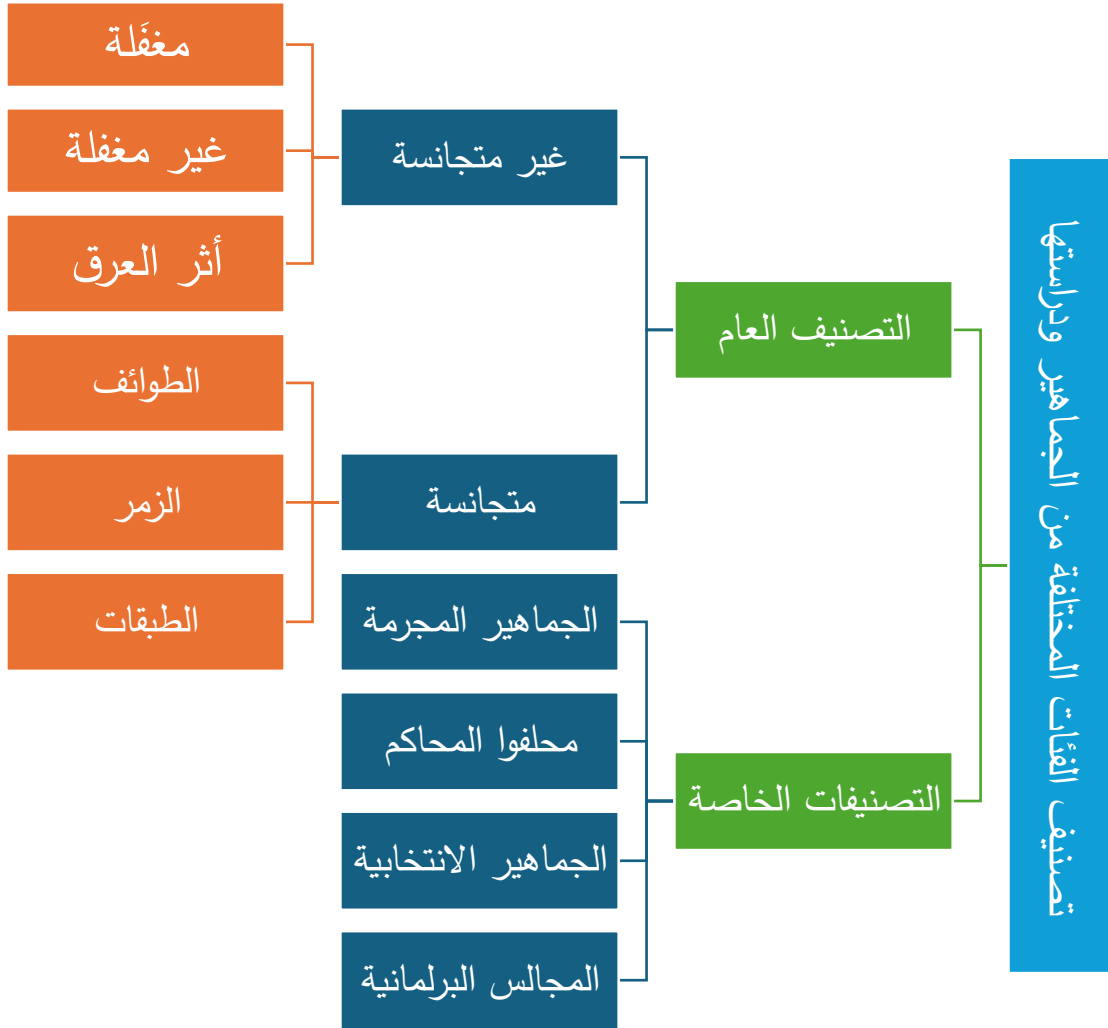 تصنيف الفئات المختلفة من الجماهير ودراستها
التصنيف العام
غير متجانسة
مغفَلة
غير مغفلة
أثر العرق
متجانسة
الطوائف
الزمر
الطبقات
التصنيفات الخاصة
الجماهير المجرمة
محلفوا المحاكم
الجماهير الانتخابية
المجالس البرلمانية